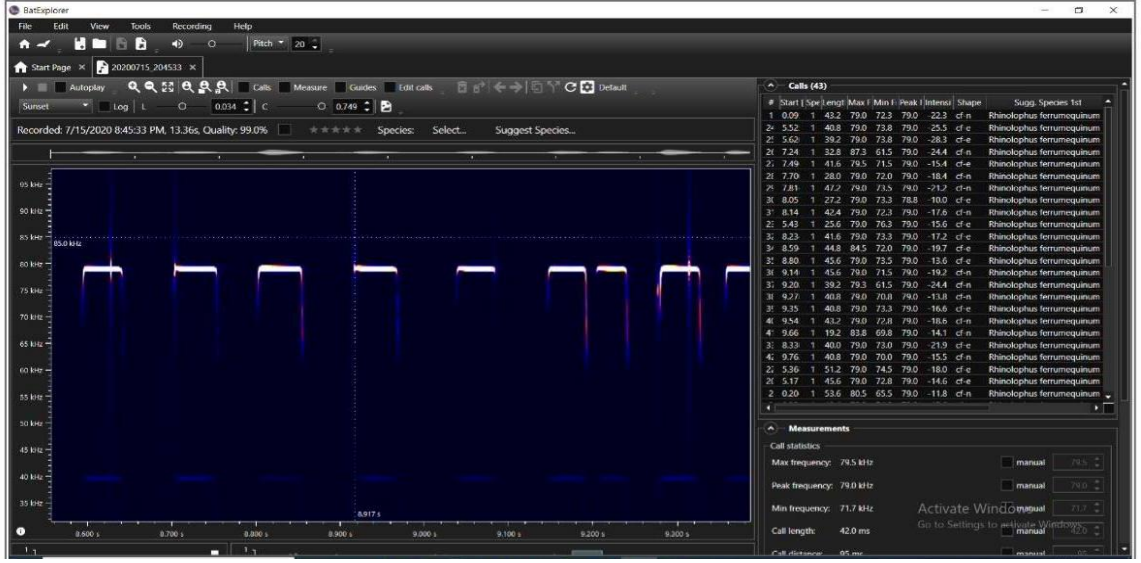 BatExplorer
File Edit View Tools Recording Help
Pitch 20
Start Page × 20200715_204533 ×
Autoplay Calls Measure Guides Edit calls Default
Sunset Log L 0.034 C 0.749
Recorded: 7/15/2020 8:45:33 PM, 13.36s, Quality: 99.0% Species: Select... Suggest Species...
95 kHz
90 kHz
85 kHz
85.0 kHz
80 kHz
75 kHz
70 kHz
65 kHz
60 kHz
55 kHz
50 kHz
45 kHz
40 kHz
35 kHz
8.917 s
8.600 s 8.700 s 8.800 s 8.900 s 9.000 s 9.100 s 9.200 s 9.300 s
Calls (43)
# Start Spe Lengt Max F Min F Peak Intensi Shape Sugg. Species 1st
1 0.09 1 43.2 79.0 72.3 79.0 -22.3 cf-n Rhinolophus ferrumequinum
5.52 1 40.8 79.0 73.8 79.0 -25.5 cf-e Rhinolophus ferrumequinum
5.62 1 39.2 79.0 73.8 79.0 -28.3 cf-e Rhinolophus ferrumequinum
7.24 1 32.8 87.3 61.5 79.0 -24.4 cf-n Rhinolophus ferrumequinum
7.49 1 41.6 79.5 71.5 79.0 -15.4 cf-e Rhinolophus ferrumequinum
7.70 1 28.0 79.0 72.0 79.0 -18.4 cf-n Rhinolophus ferrumequinum
7.81 1 47.2 79.0 73.5 79.0 -21.2 cf-n Rhinolophus ferrumequinum
8.05 1 27.2 79.0 73.3 78.8 -10.0 cf-e Rhinolophus ferrumequinum
8.14 1 42.4 79.0 72.3 79.0 -17.6 cf-n Rhinolophus ferrumequinum
5.43 1 25.6 79.0 76.3 79.0 -15.6 cf-e Rhinolophus ferrumequinum
8.23 1 41.6 79.0 73.3 79.0 -17.2 cf-e Rhinolophus ferrumequinum
8.59 1 44.8 84.5 72.0 79.0 -19.7 cf-e Rhinolophus ferrumequinum
8.80 1 45.6 79.0 73.5 79.0 -13.6 cf-e Rhinolophus ferrumequinum
9.14 1 45.6 79.0 71.5 79.0 -19.2 cf-n Rhinolophus ferrumequinum
9.20 1 39.2 79.3 61.5 79.0 -24.4 cf-n Rhinolophus ferrumequinum
9.27 1 40.8 79.0 70.8 79.0 -13.8 cf-n Rhinolophus ferrumequinum
9.35 1 40.8 79.0 73.3 79.0 -16.6 cf-e Rhinolophus ferrumequinum
9.54 1 43.2 79.0 72.8 79.0 -18.6 cf-n Rhinolophus ferrumequinum
9.66 1 19.2 83.8 69.8 79.0 -14.1 cf-n Rhinolophus ferrumequinum
8.33 1 40.0 79.0 73.0 79.0 -21.9 cf-e Rhinolophus ferrumequinum
9.76 1 40.8 79.0 70.0 79.0 -15.5 cf-n Rhinolophus ferrumequinum
5.36 1 51.2 79.0 74.5 79.0 -18.0 cf-e Rhinolophus ferrumequinum
5.17 1 45.6 79.0 72.8 79.0 -14.6 cf-e Rhinolophus ferrumequinum
2 0.20 1 53.6 80.5 65.5 79.0 -11.8 cf-n Rhinolophus ferrumequinum
Measurements
Call statistics
Max frequency: 79.5 kHz manual 79.5
Peak frequency: 79.0 kHz manual 79.0
Min frequency: 71.7 kHz manual 71.7
Activate Windows
Go to Settings to activate Windows.
Call length: 42.0 ms manual 42.0
Call distance: 95 ms manual 95